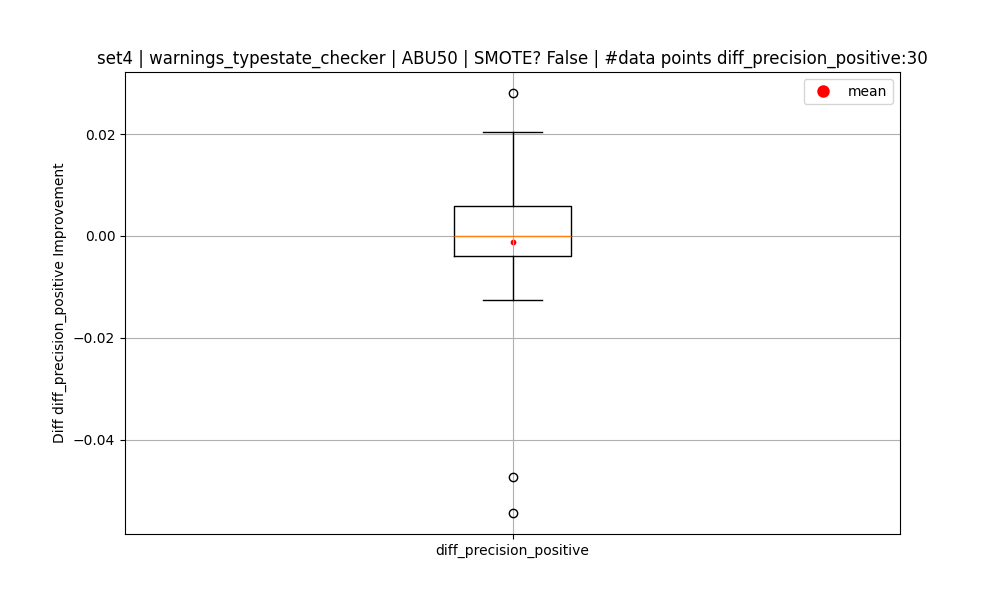 set4 | warnings_typestate_checker | ABU50 | SMOTE? False | #data points diff_precision_positive:30
mean
0.02
0.00
−0.02
−0.04
Diff diff_precision_positive Improvement
diff_precision_positive